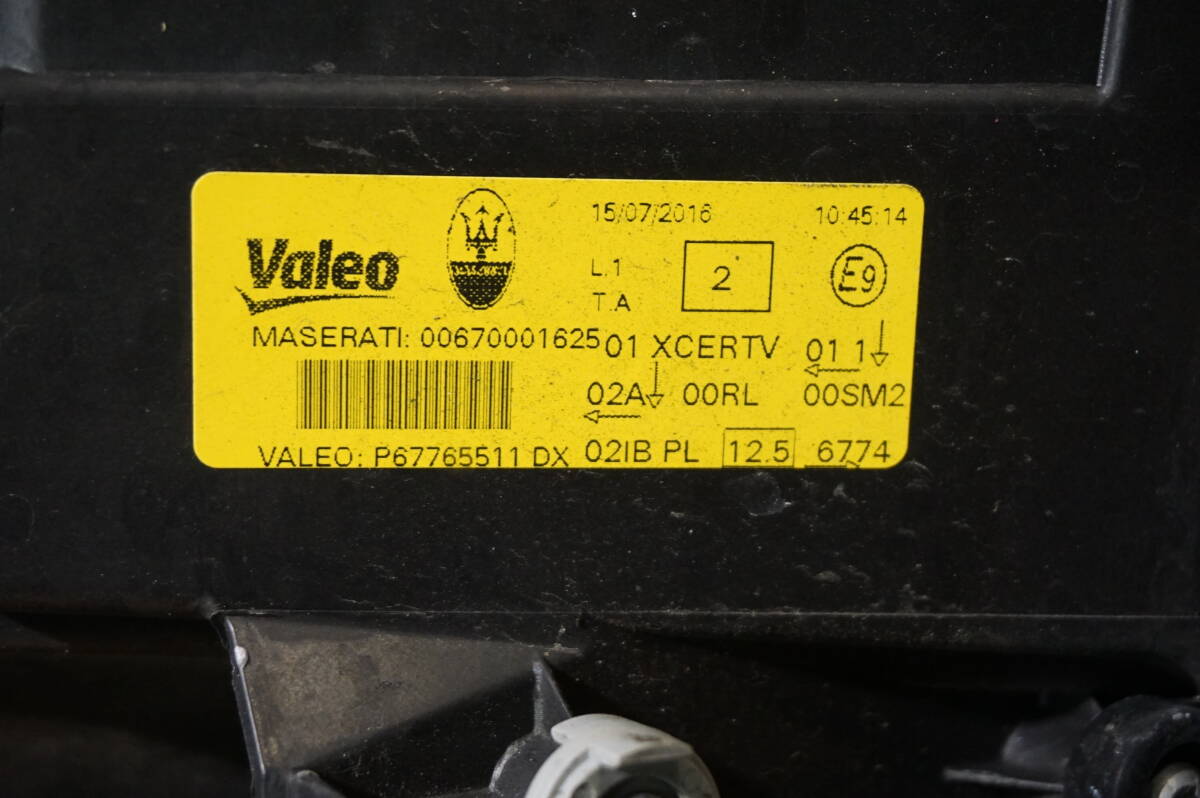 15/07/2016 10:45:14
Valeo
MASERATI
L.1
T.A
2
E9
MASERATI: 00670001625
01 XCERTV 01 1
02A 00RL 00SM2
VALEO: P67765511 DX
02IB PL 12.5 6774